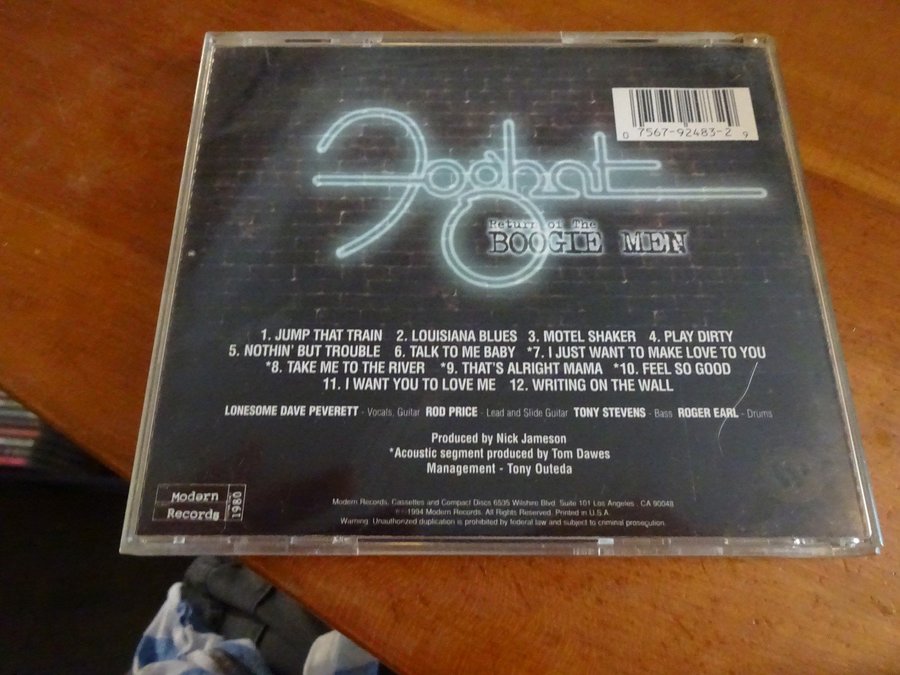 Foghat
Return of The
BOOGIE MEN
0 7567-92483-2 9
1. JUMP THAT TRAIN 2. LOUISIANA BLUES 3. MOTEL SHAKER 4. PLAY DIRTY
5. NOTHIN' BUT TROUBLE 6. TALK TO ME BABY *7. I JUST WANT TO MAKE LOVE TO YOU
*8. TAKE ME TO THE RIVER *9. THAT'S ALRIGHT MAMA *10. FEEL SO GOOD
11. I WANT YOU TO LOVE ME 12. WRITING ON THE WALL
LONESOME DAVE PEVERETT - Vocals, Guitar ROD PRICE - Lead and Slide Guitar TONY STEVENS - Bass ROGER EARL - Drums
Produced by Nick Jameson
*Acoustic segment produced by Tom Dawes
Management - Tony Outeda
Modern Records, Cassettes and Compact Discs 6535 Wilshire Blvd. Suite 101 Los Angeles, CA 90048
1994 Modern Records. All Rights Reserved. Printed in U.S.A.
Warning: Unauthorized duplication is prohibited by federal law and subject to criminal prosecution.
Modern
Records
1980